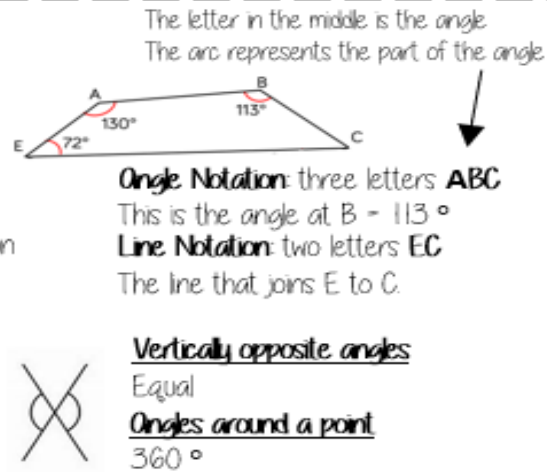 The letter in the middle is the angle
The arc represents the part of the angle
A
B
130°
113°
E
72°
C
Angle Notation: three letters ABC
This is the angle at B = 113 °
n
Line Notation: two letters EC
The line that joins E to C.
Vertically opposite angles
Equal
Angles around a point
360 °